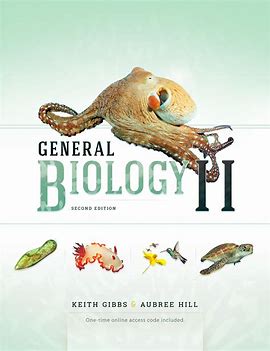 GENERAL
BIOLOGY II
SECOND EDITION
KEITH GIBBS & AUBREE HILL
One-time online access code included.